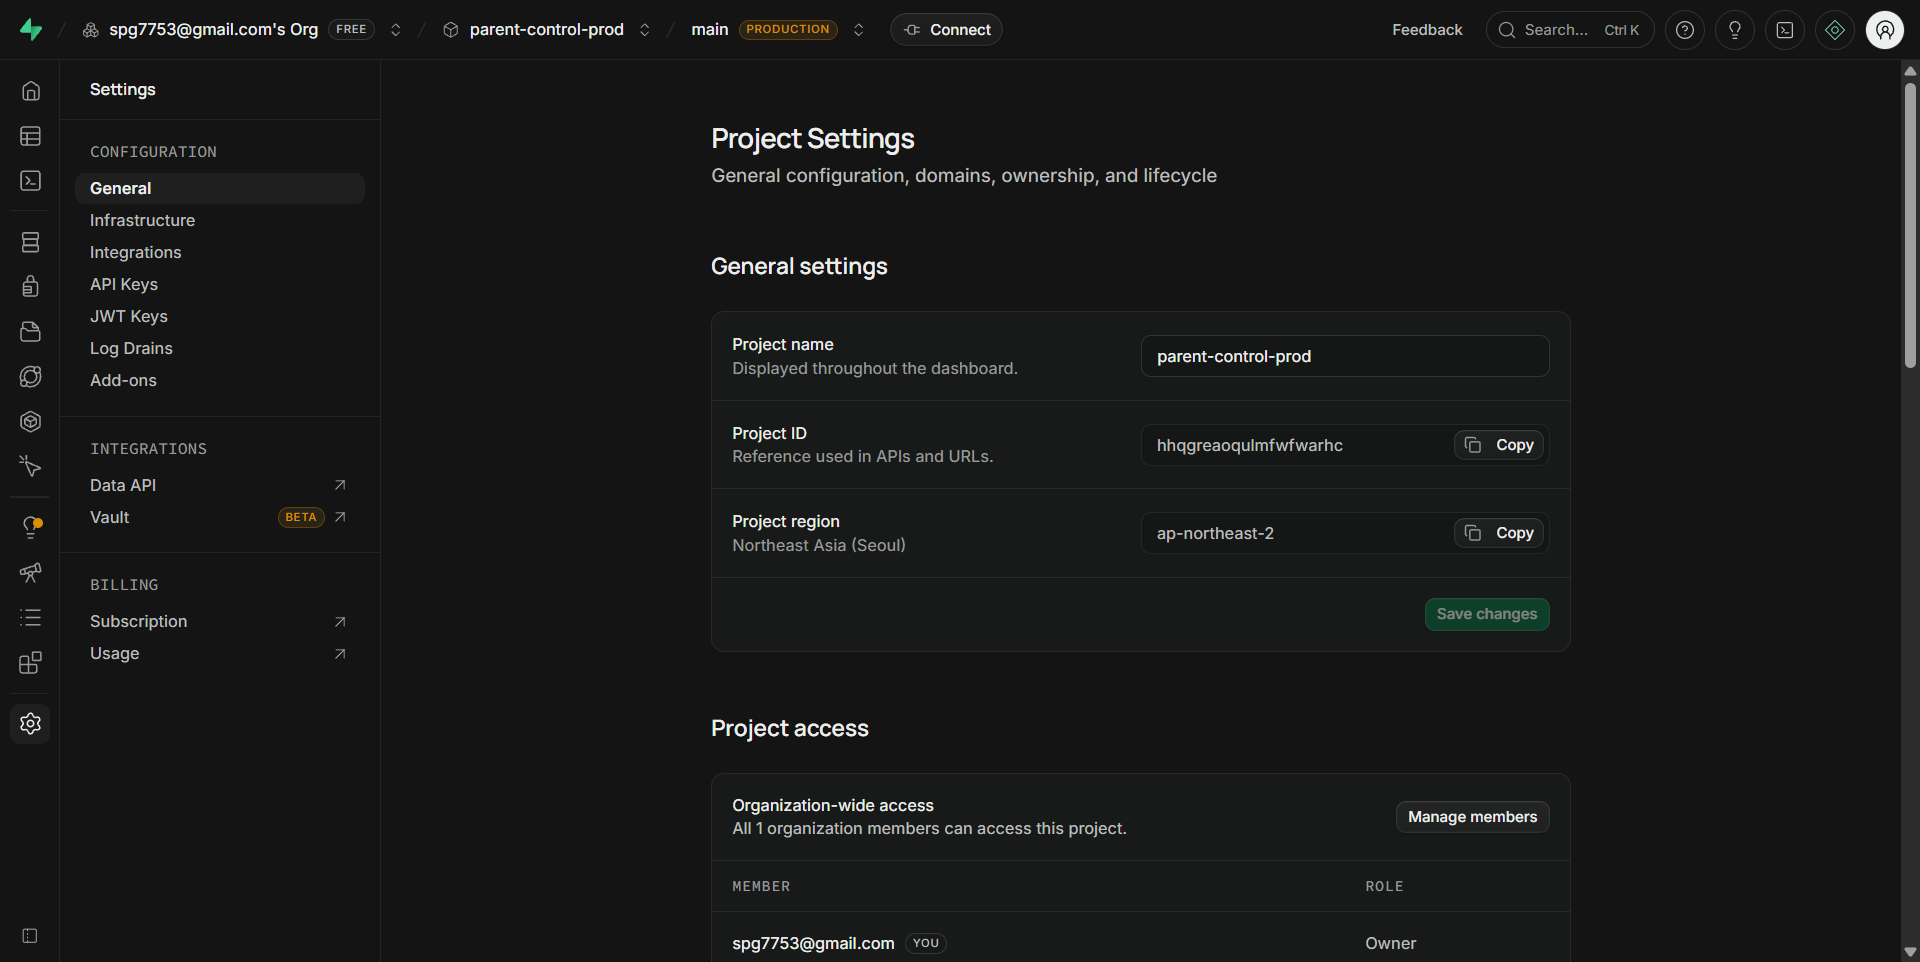 spg7753@gmail.com's Org FREE parent-control-prod main PRODUCTION Connect Feedback Search... Ctrl K
Settings
CONFIGURATION
General
Infrastructure
Integrations
API Keys
JWT Keys
Log Drains
Add-ons
INTEGRATIONS
Data API
Vault BETA
BILLING
Subscription
Usage
Project Settings
General configuration, domains, ownership, and lifecycle
General settings
Project name
Displayed throughout the dashboard.
parent-control-prod
Project ID
Reference used in APIs and URLs.
hhqgreaoqulmfwfwarhc Copy
Project region
Northeast Asia (Seoul)
ap-northeast-2 Copy
Save changes
Project access
Organization-wide access
All 1 organization members can access this project.
Manage members
MEMBER ROLE
spg7753@gmail.com YOU Owner